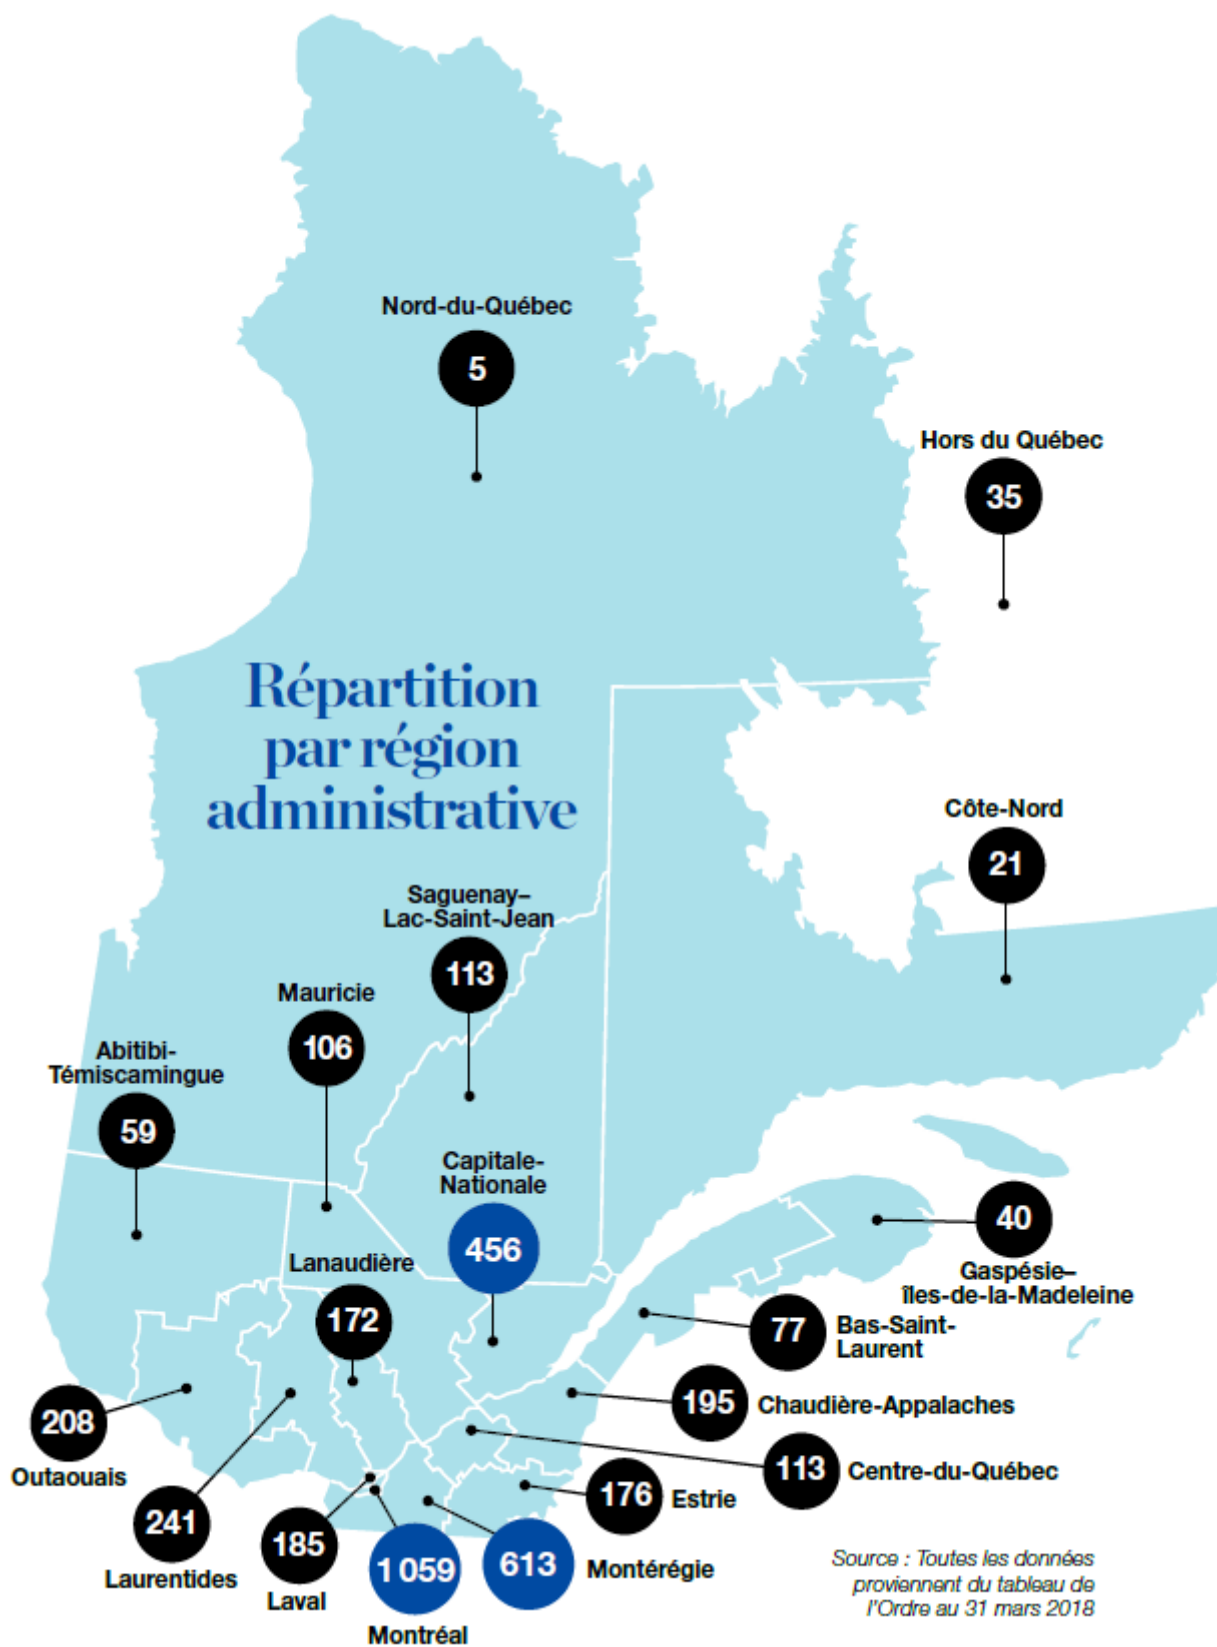 Nord-du-Québec
5
Hors du Québec
35
Répartition
par région
administrative
Côte-Nord
21
Saguenay–
Lac-Saint-Jean
113
Mauricie
106
Abitibi-
Témiscamingue
59
Capitale-
Nationale
456
40
Gaspésie–
îles-de-la-Madeleine
Lanaudière
172
77
Bas-Saint-
Laurent
195
Chaudière-Appalaches
208
Outaouais
113
Centre-du-Québec
176
Estrie
241
Laurentides
185
Laval
1 059
Montréal
613
Montérégie
Source : Toutes les données
proviennent du tableau de
l'Ordre au 31 mars 2018